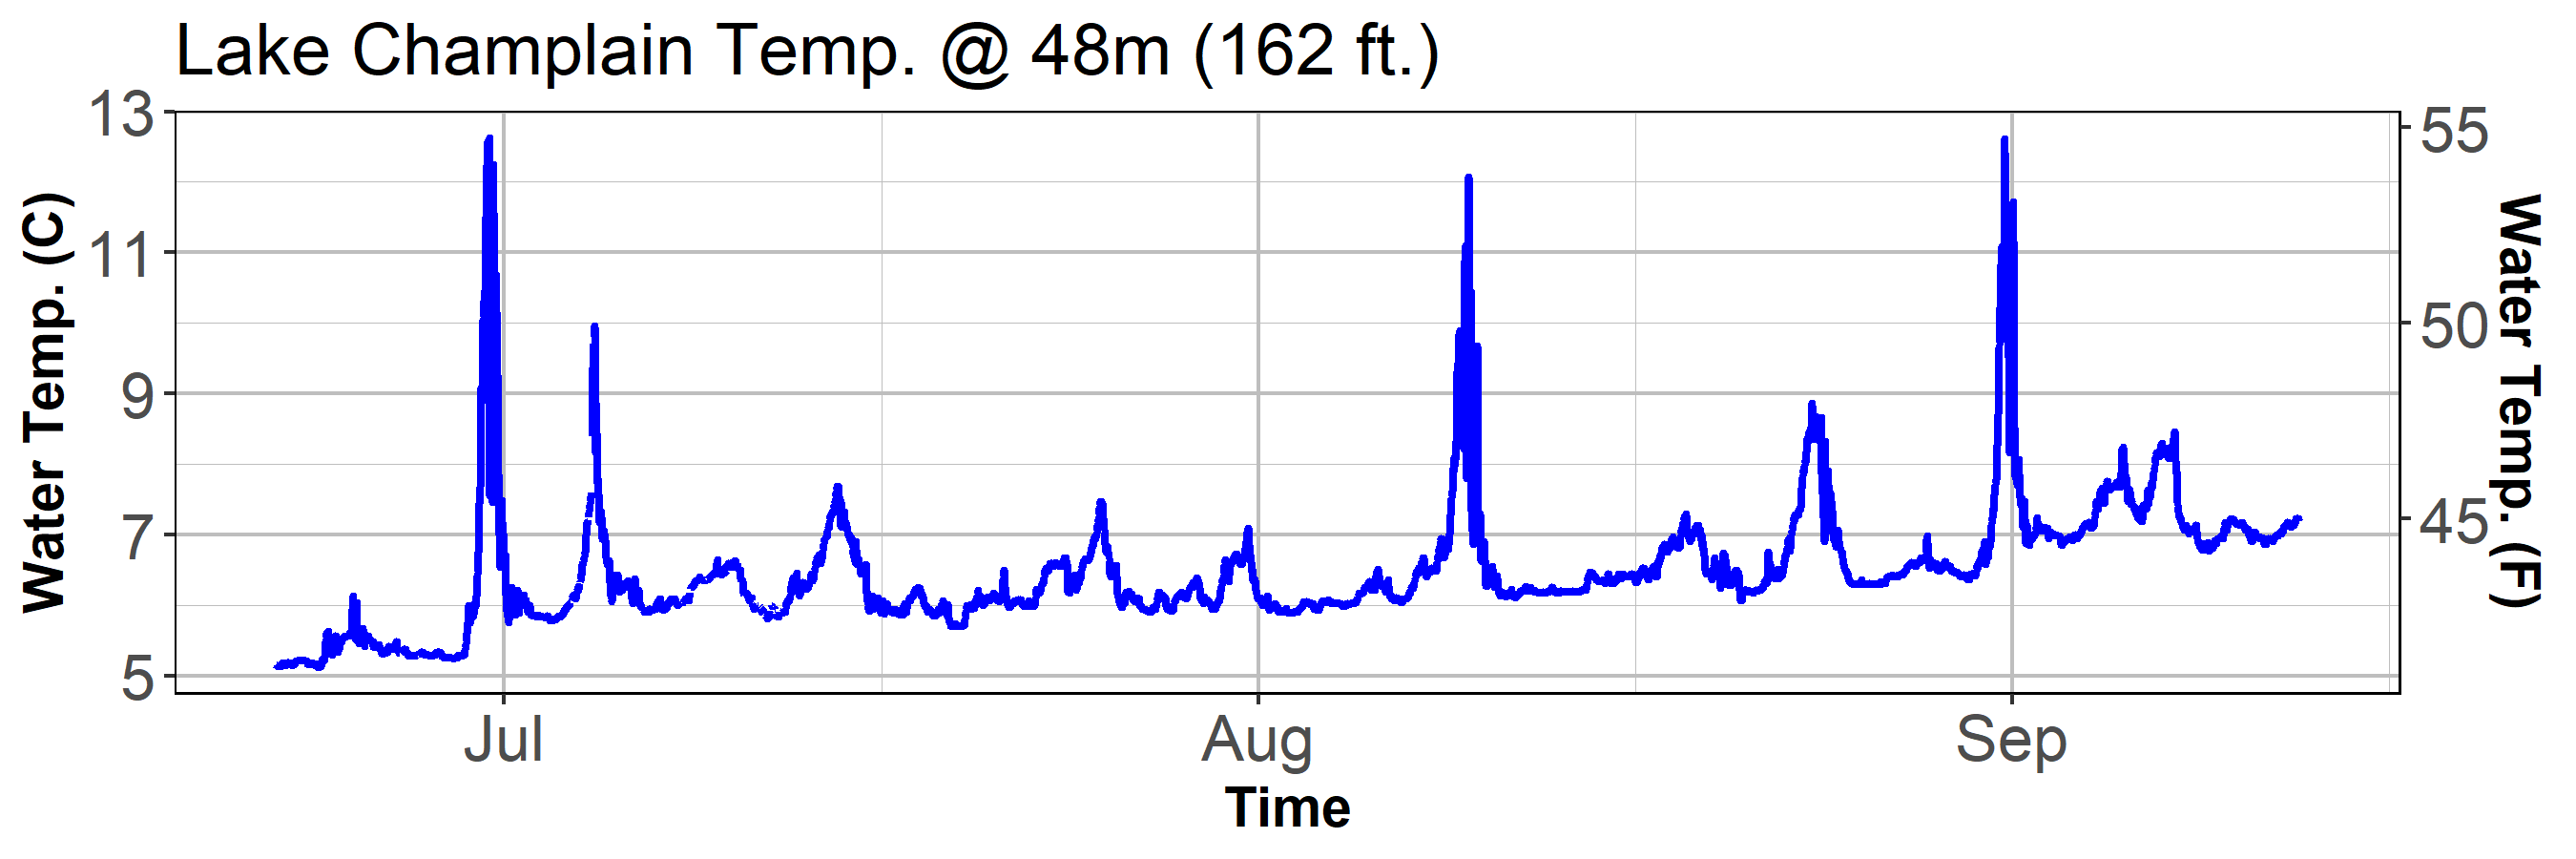 Lake Champlain Temp. @ 48m (162 ft.)
Water Temp. (C)
13
11
9
7
5
55
50
45
Water Temp. (F)
Jul
Aug
Sep
Time